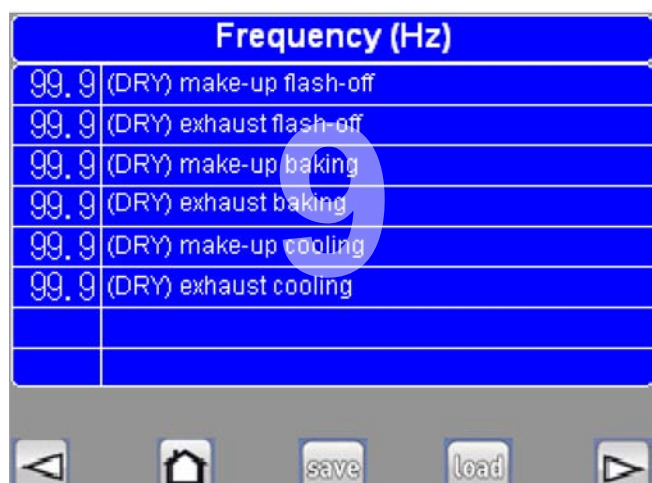 Frequency (Hz)
99.9 (DRY) make-up flash-off
99.9 (DRY) exhaust flash-off
99.9 (DRY) make-up baking
99.9 (DRY) exhaust baking
99.9 (DRY) make-up cooling
99.9 (DRY) exhaust cooling
9
save load